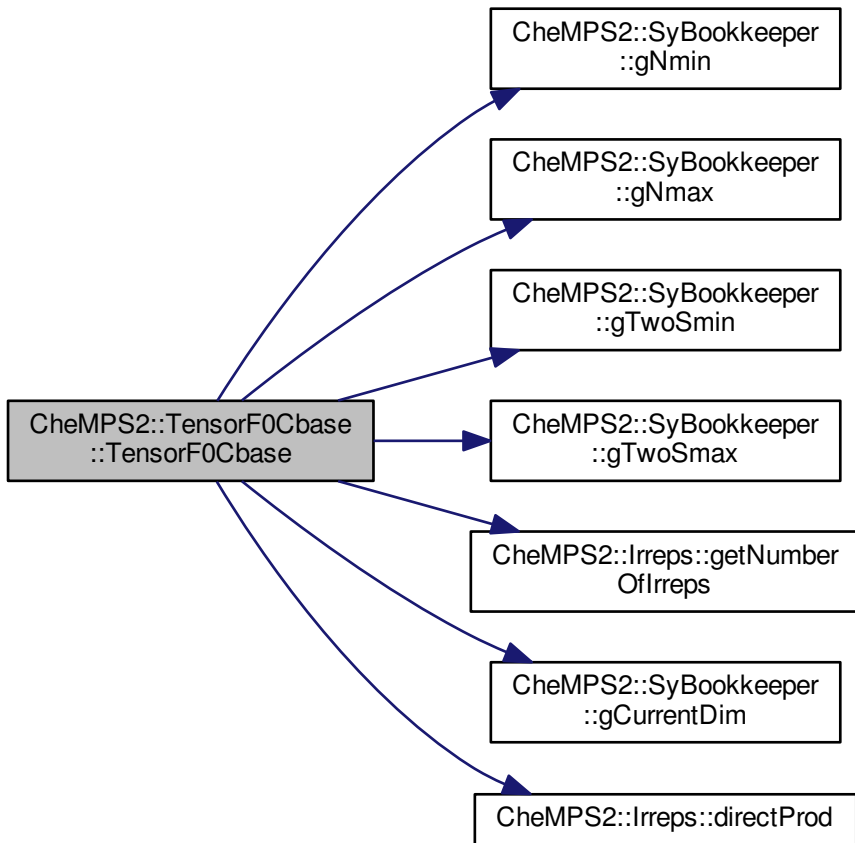 CheMPS2::SyBookkeeper
::gNmin
CheMPS2::SyBookkeeper
::gNmax
CheMPS2::SyBookkeeper
::gTwoSmin
CheMPS2::TensorF0Cbase
::TensorF0Cbase
CheMPS2::SyBookkeeper
::gTwoSmax
CheMPS2::Irreps::getNumber
OfIrreps
CheMPS2::SyBookkeeper
::gCurrentDim
CheMPS2::Irreps::directProd